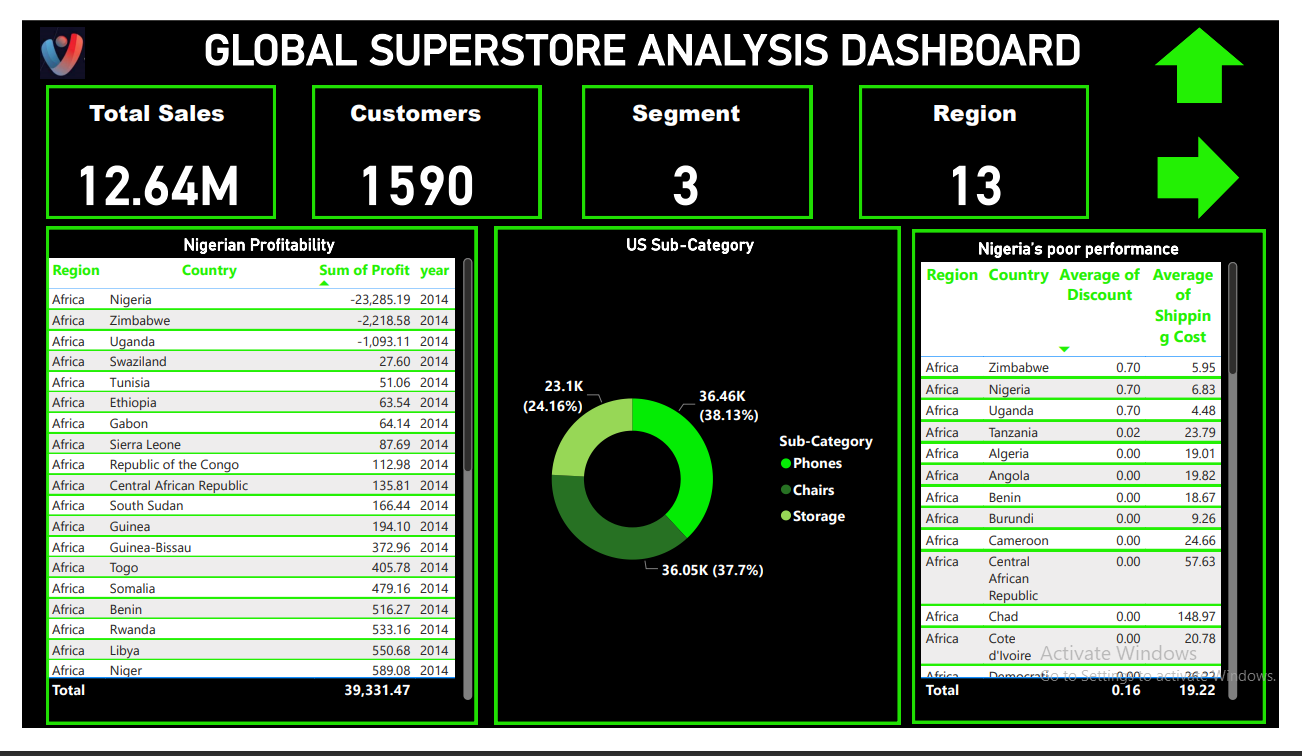 GLOBAL SUPERSTORE ANALYSIS DASHBOARD
Total Sales
12.64M
Customers
1590
Segment
3
Region
13
Nigerian Profitability
Region Country Sum of Profit year
Africa Nigeria -23,285.19 2014
Africa Zimbabwe -2,218.58 2014
Africa Uganda -1,093.11 2014
Africa Swaziland 27.60 2014
Africa Tunisia 51.06 2014
Africa Ethiopia 63.54 2014
Africa Gabon 64.14 2014
Africa Sierra Leone 87.69 2014
Africa Republic of the Congo 112.98 2014
Africa Central African Republic 135.81 2014
Africa South Sudan 166.44 2014
Africa Guinea 194.10 2014
Africa Guinea-Bissau 372.96 2014
Africa Togo 405.78 2014
Africa Somalia 479.16 2014
Africa Benin 516.27 2014
Africa Rwanda 533.16 2014
Africa Libya 550.68 2014
Africa Niger 589.08 2014
Total 39,331.47
US Sub-Category
23.1K
(24.16%)
36.46K
(38.13%)
36.05K (37.7%)
Sub-Category
Phones
Chairs
Storage
Nigeria's poor performance
Region Country Average of Average
Discount of
Shippin
g Cost
Africa Zimbabwe 0.70 5.95
Africa Nigeria 0.70 6.83
Africa Uganda 0.70 4.48
Africa Tanzania 0.02 23.79
Africa Algeria 0.00 19.01
Africa Angola 0.00 19.82
Africa Benin 0.00 18.67
Africa Burundi 0.00 9.26
Africa Cameroon 0.00 24.66
Africa Central 0.00 57.63
African
Republic
Africa Chad 0.00 148.97
Africa Cote 0.00 20.78
d'Ivoire
Africa Democrati 0.00 26.22
Total 0.16 19.22
Activate Windows
Go to Settings to activate Windows.